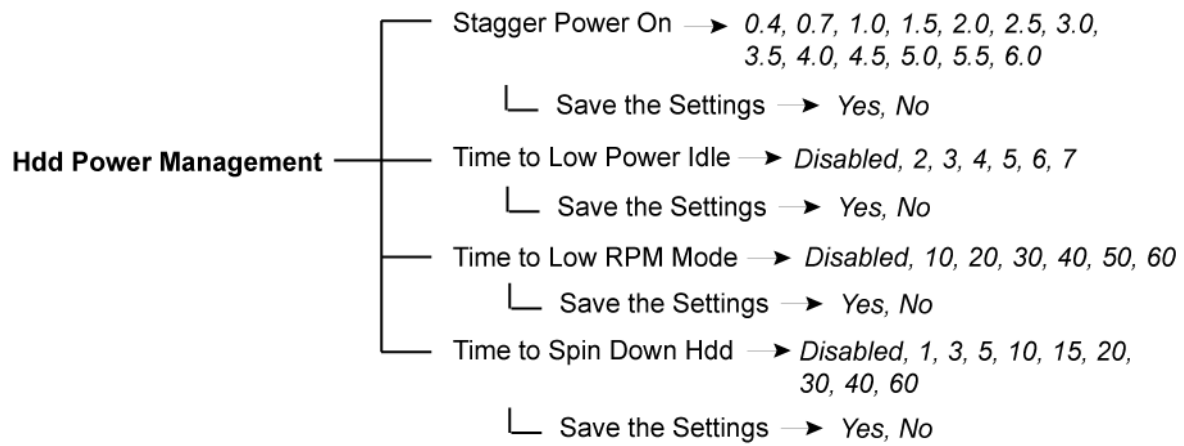 Stagger Power On 0.4, 0.7, 1.0, 1.5, 2.0, 2.5, 3.0,
3.5, 4.0, 4.5, 5.0, 5.5, 6.0
Save the Settings Yes, No
Hdd Power Management Time to Low Power Idle Disabled, 2, 3, 4, 5, 6, 7
Save the Settings Yes, No
Time to Low RPM Mode Disabled, 10, 20, 30, 40, 50, 60
Save the Settings Yes, No
Time to Spin Down Hdd Disabled, 1, 3, 5, 10, 15, 20,
30, 40, 60
Save the Settings Yes, No